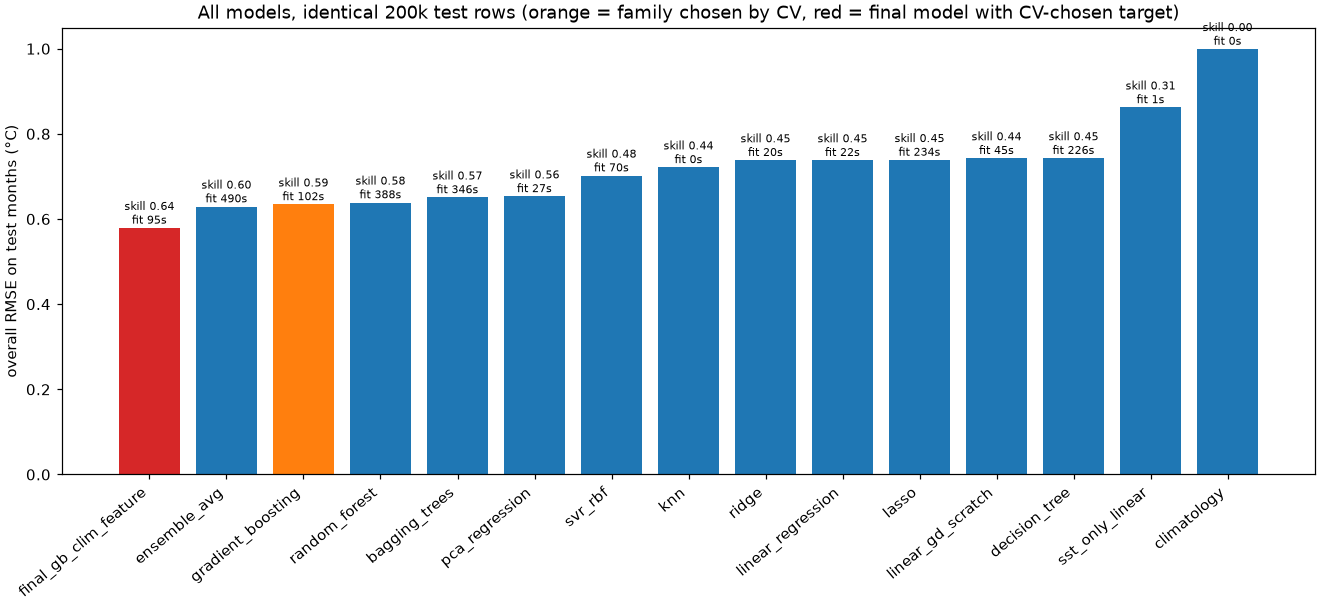 All models, identical 200k test rows (orange = family chosen by CV, red = final model with CV-chosen target)
overall RMSE on test months (°C)
1.0
0.8
0.6
0.4
0.2
0.0
skill 0.64
fit 95s
skill 0.60
fit 490s
skill 0.59
fit 102s
skill 0.58
fit 388s
skill 0.57
fit 346s
skill 0.56
fit 27s
skill 0.48
fit 70s
skill 0.44
fit 0s
skill 0.45
fit 20s
skill 0.45
fit 22s
skill 0.45
fit 234s
skill 0.44
fit 45s
skill 0.45
fit 226s
skill 0.31
fit 1s
skill 0.00
fit 0s
final_gb_clim_feature
ensemble_avg
gradient_boosting
random_forest
bagging_trees
pca_regression
svr_rbf
knn
ridge
linear_regression
lasso
linear_gd_scratch
decision_tree
sst_only_linear
climatology